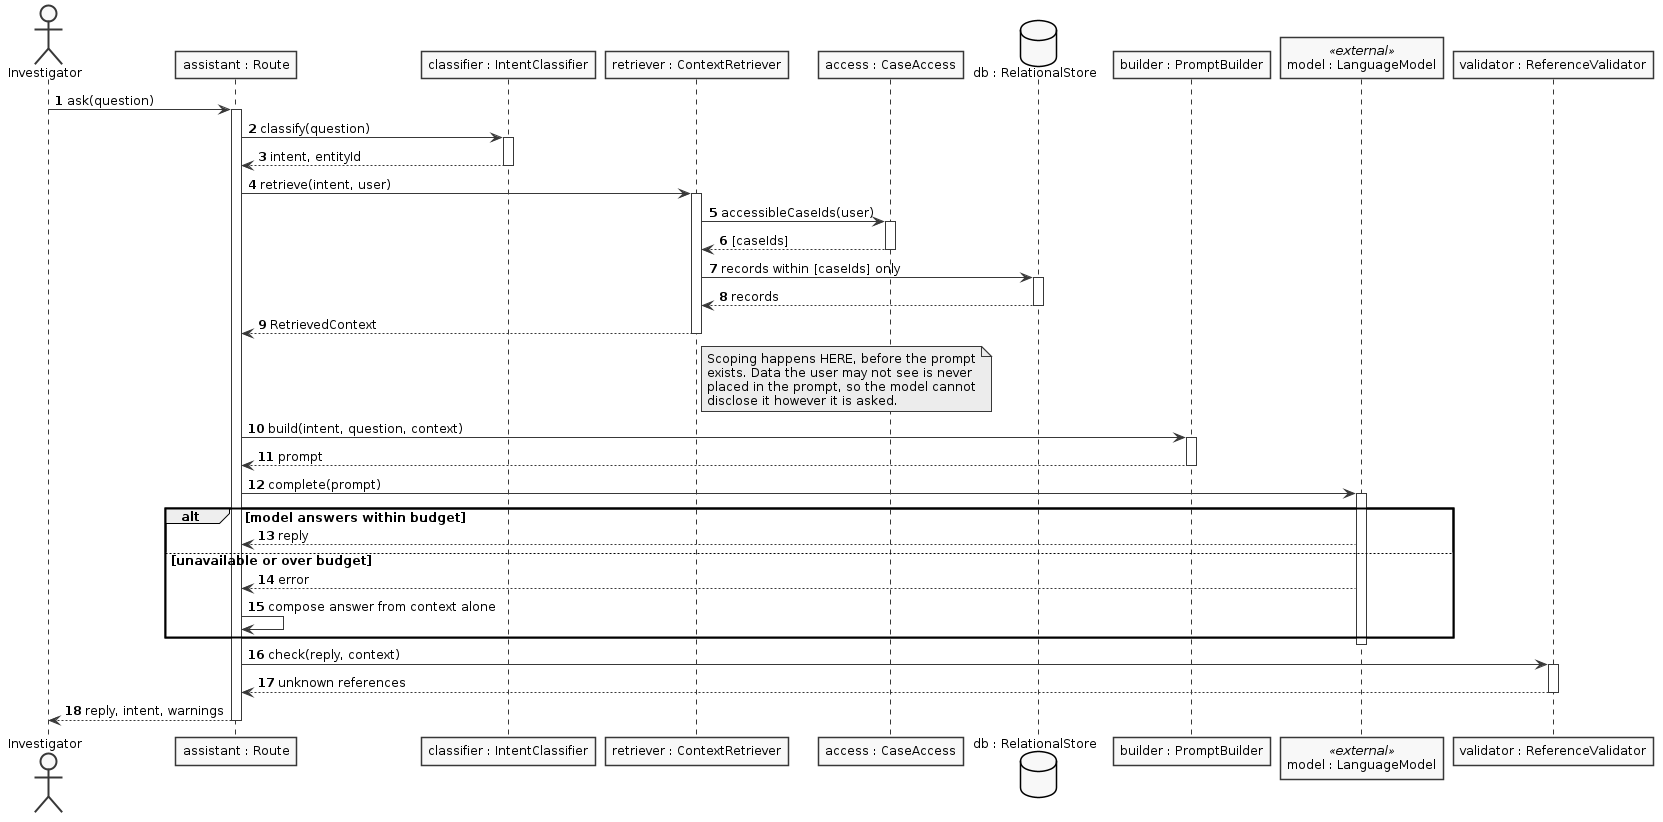 Investigator
assistant : Route
classifier : IntentClassifier
retriever : ContextRetriever
access : CaseAccess
db : RelationalStore
builder : PromptBuilder
«external»
model : LanguageModel
validator : ReferenceValidator
1 ask(question)
2 classify(question)
3 intent, entityId
4 retrieve(intent, user)
5 accessibleCaseIds(user)
6 [caseIds]
7 records within [caseIds] only
8 records
9 RetrievedContext
Scoping happens HERE, before the prompt
exists. Data the user may not see is never
placed in the prompt, so the model cannot
disclose it however it is asked.
10 build(intent, question, context)
11 prompt
12 complete(prompt)
alt [model answers within budget]
13 reply
[unavailable or over budget]
14 error
15 compose answer from context alone
16 check(reply, context)
17 unknown references
18 reply, intent, warnings
Investigator
assistant : Route
classifier : IntentClassifier
retriever : ContextRetriever
access : CaseAccess
db : RelationalStore
builder : PromptBuilder
«external»
model : LanguageModel
validator : ReferenceValidator